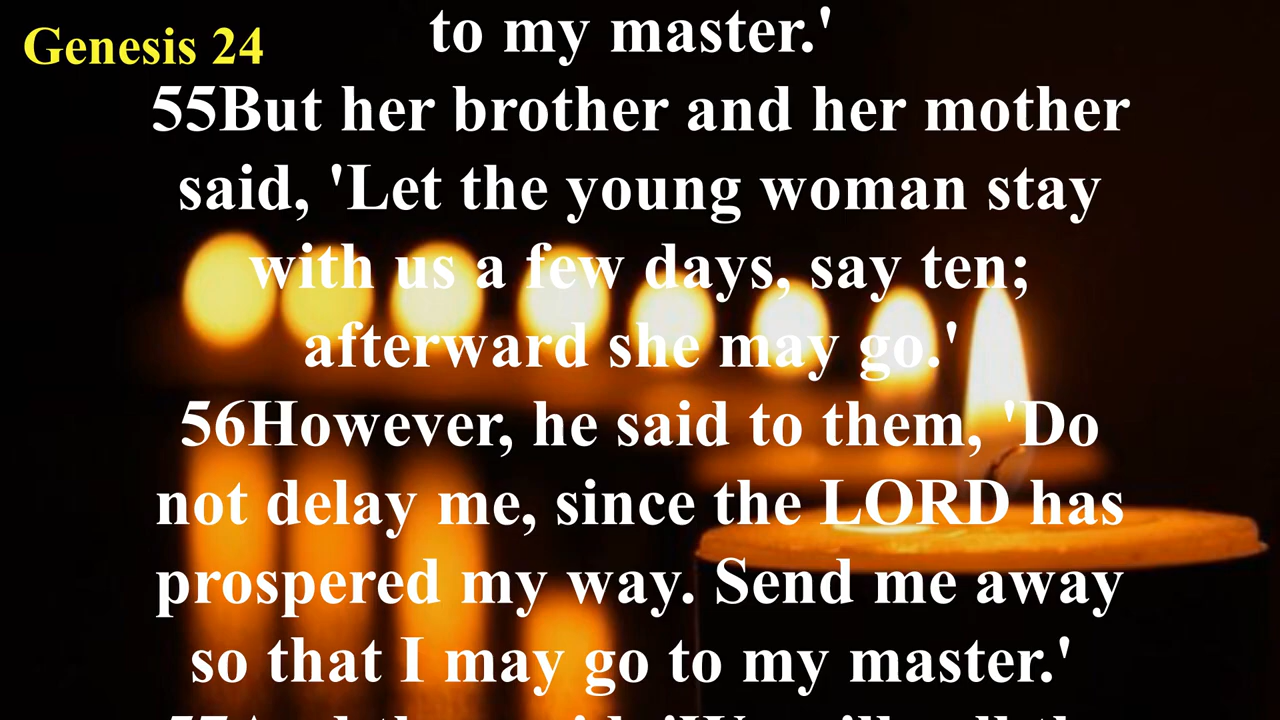 Genesis 24
to my master.'
55But her brother and her mother
said, 'Let the young woman stay
with us a few days, say ten;
afterward she may go.'
56However, he said to them, 'Do
not delay me, since the LORD has
prospered my way. Send me away
so that I may go to my master.'